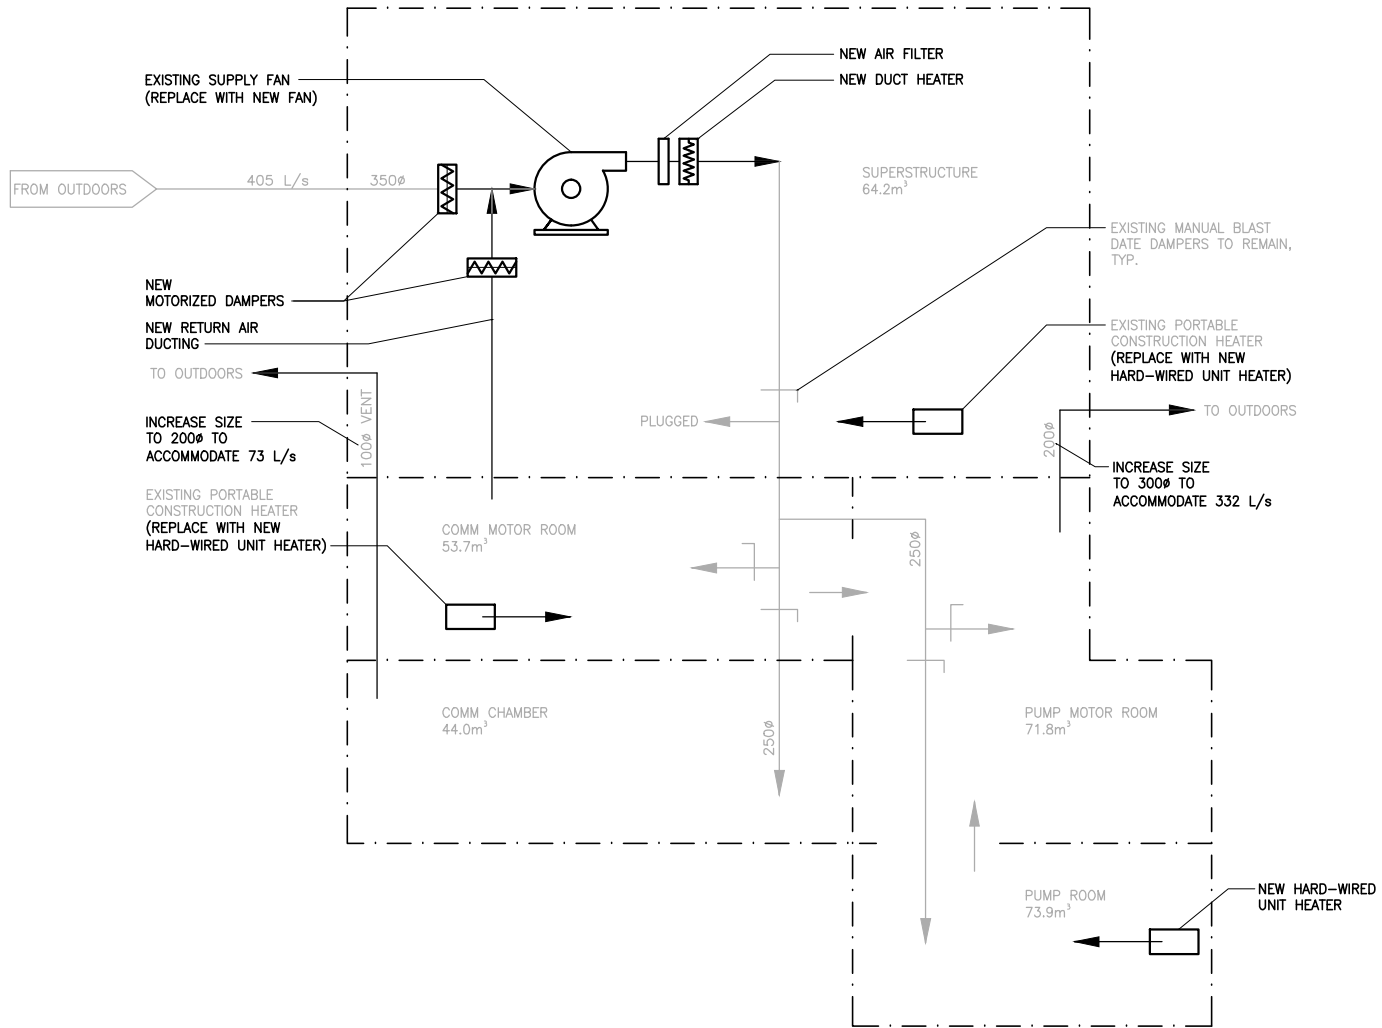 NEW AIR FILTER
NEW DUCT HEATER
EXISTING SUPPLY FAN
(REPLACE WITH NEW FAN)
FROM OUTDOORS
405 L/s
350ø
SUPERSTRUCTURE
64.2m³
EXISTING MANUAL BLAST
DATE DAMPERS TO REMAIN,
TYP.
NEW
MOTORIZED DAMPERS
NEW RETURN AIR
DUCTING
TO OUTDOORS
EXISTING PORTABLE
CONSTRUCTION HEATER
(REPLACE WITH NEW
HARD-WIRED UNIT HEATER)
100ø VENT
INCREASE SIZE
TO 200ø TO
ACCOMMODATE 73 L/s
PLUGGED
TO OUTDOORS
200ø
INCREASE SIZE
TO 300ø TO
ACCOMMODATE 332 L/s
EXISTING PORTABLE
CONSTRUCTION HEATER
(REPLACE WITH NEW
HARD-WIRED UNIT HEATER)
COMM MOTOR ROOM
53.7m³
250ø
COMM CHAMBER
44.0m³
250ø
PUMP MOTOR ROOM
71.8m³
PUMP ROOM
73.9m³
NEW HARD-WIRED
UNIT HEATER